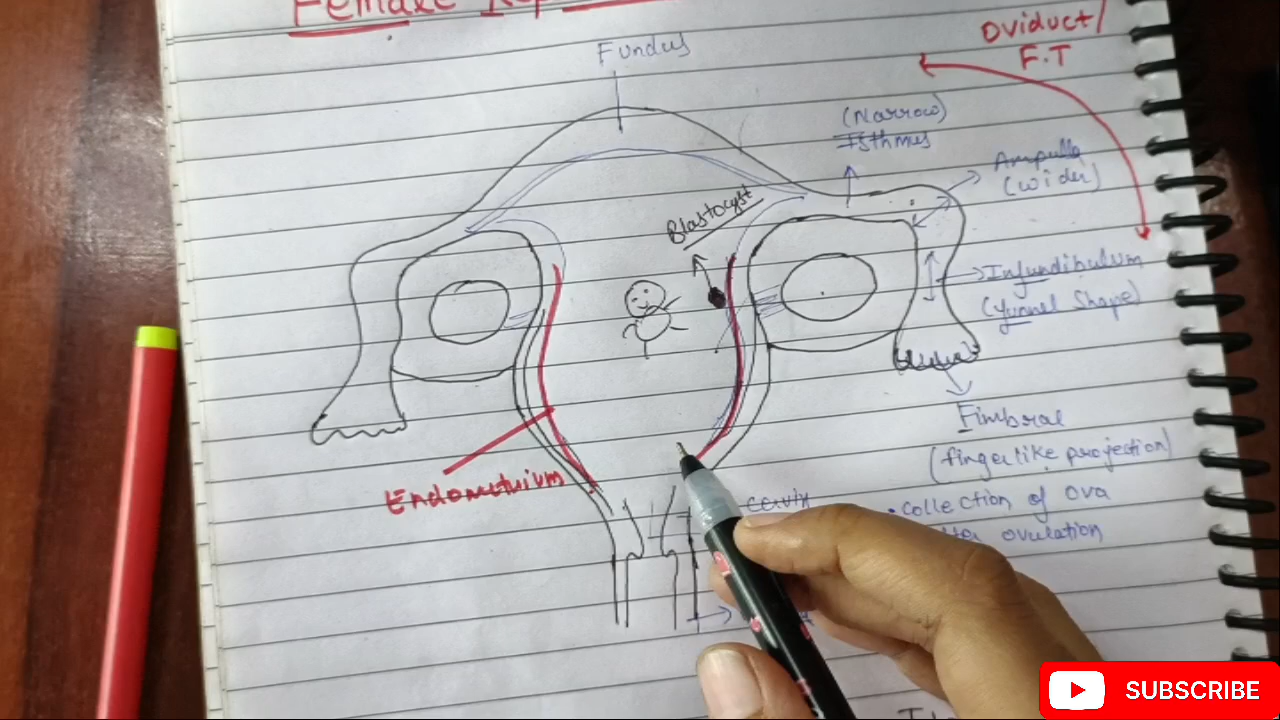 Female
Oviduct/
F.T
Fundus
(Narrow)
Isthmus
Ampulla
(wider)
Blastocyst
Infundibulum
(funnel Shape)
Fimbrae
(fingerlike projection)
Endometrium
cervix
• collection of ova
ovulation
SUBSCRIBE